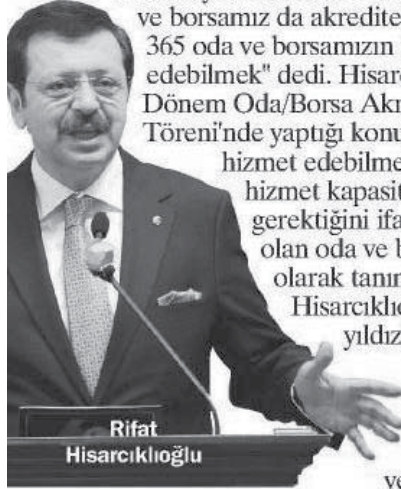 ve borsamız da akredite
365 oda ve borsamızın
edebilmek" dedi. Hisarc
Dönem Oda/Borsa Akr
Töreni'nde yaptığı konu
hizmet edebilme
hizmet kapasit
gerektiğini ifa
olan oda ve b
olarak tanın
Hisarcıklıo
yıldız
ve
Rifat
Hisarcıklıoğlu